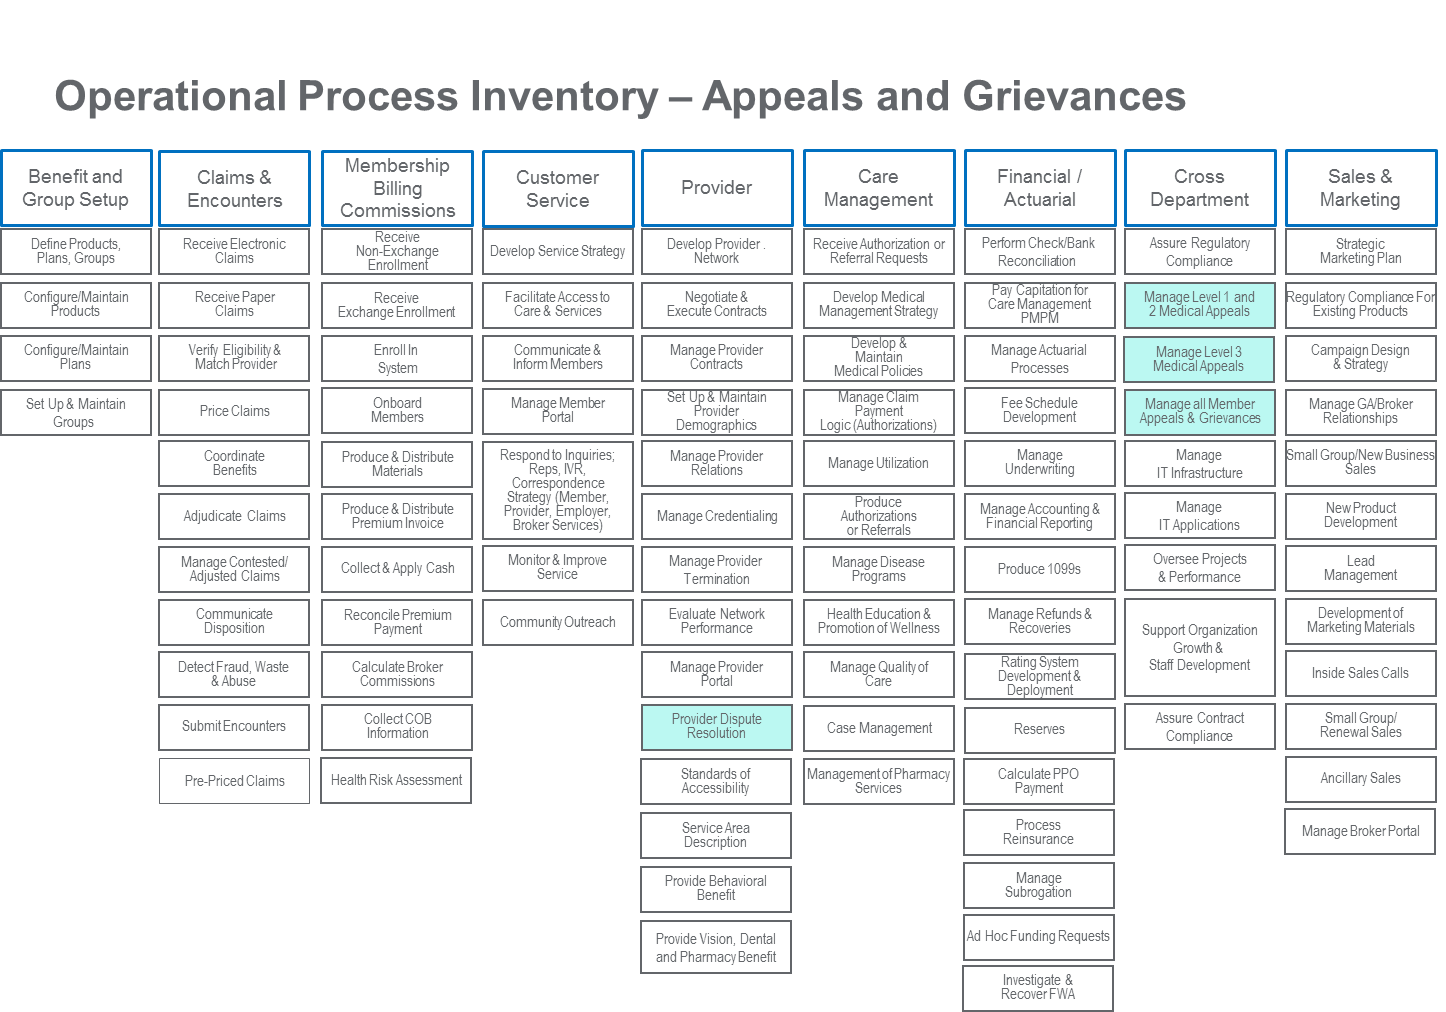 Operational Process Inventory – Appeals and Grievances
Benefit and
Group Setup
Define Products,
Plans, Groups
Configure/Maintain
Products
Configure/Maintain
Plans
Set Up & Maintain
Groups
Claims &
Encounters
Receive Electronic
Claims
Receive Paper
Claims
Verify Eligibility &
Match Provider
Price Claims
Coordinate
Benefits
Adjudicate Claims
Manage Contested/
Adjusted Claims
Communicate
Disposition
Detect Fraud, Waste
& Abuse
Submit Encounters
Pre-Priced Claims
Membership
Billing
Commissions
Receive
Non-Exchange
Enrollment
Receive
Exchange Enrollment
Enroll In
System
Onboard
Members
Produce & Distribute
Materials
Produce & Distribute
Premium Invoice
Collect & Apply Cash
Reconcile Premium
Payment
Calculate Broker
Commissions
Collect COB
Information
Health Risk Assessment
Customer
Service
Develop Service Strategy
Facilitate Access to
Care & Services
Communicate &
Inform Members
Manage Member
Portal
Respond to Inquiries;
Reps, IVR,
Correspondence
Strategy (Member,
Provider, Employer,
Broker Services)
Monitor & Improve
Service
Community Outreach
Provider
Develop Provider .
Network
Negotiate &
Execute Contracts
Manage Provider
Contracts
Set Up & Maintain
Provider
Demographics
Manage Provider
Relations
Manage Credentialing
Manage Provider
Termination
Evaluate Network
Performance
Manage Provider
Portal
Provider Dispute
Resolution
Standards of
Accessibility
Service Area
Description
Provide Behavioral
Benefit
Provide Vision, Dental
and Pharmacy Benefit
Care
Management
Receive Authorization or
Referral Requests
Develop Medical
Management Strategy
Develop &
Maintain
Medical Policies
Manage Claim
Payment
Logic (Authorizations)
Manage Utilization
Produce
Authorizations
or Referrals
Manage Disease
Programs
Health Education &
Promotion of Wellness
Manage Quality of
Care
Case Management
Management of Pharmacy
Services
Financial /
Actuarial
Perform Check/Bank
Reconciliation
Pay Capitation for
Care Management
PMPM
Manage Actuarial
Processes
Fee Schedule
Development
Manage
Underwriting
Manage Accounting &
Financial Reporting
Produce 1099s
Manage Refunds &
Recoveries
Rating System
Development &
Deployment
Reserves
Calculate PPO
Payment
Process
Reinsurance
Manage
Subrogation
Ad Hoc Funding Requests
Investigate &
Recover FWA
Cross
Department
Assure Regulatory
Compliance
Manage Level 1 and
2 Medical Appeals
Manage Level 3
Medical Appeals
Manage all Member
Appeals & Grievances
Manage
IT Infrastructure
Manage
IT Applications
Oversee Projects
& Performance
Support Organization
Growth &
Staff Development
Assure Contract
Compliance
Sales &
Marketing
Strategic
Marketing Plan
Regulatory Compliance For
Existing Products
Campaign Design
& Strategy
Manage GA/Broker
Relationships
Small Group/New Business
Sales
New Product
Development
Lead
Management
Development of
Marketing Materials
Inside Sales Calls
Small Group/
Renewal Sales
Ancillary Sales
Manage Broker Portal